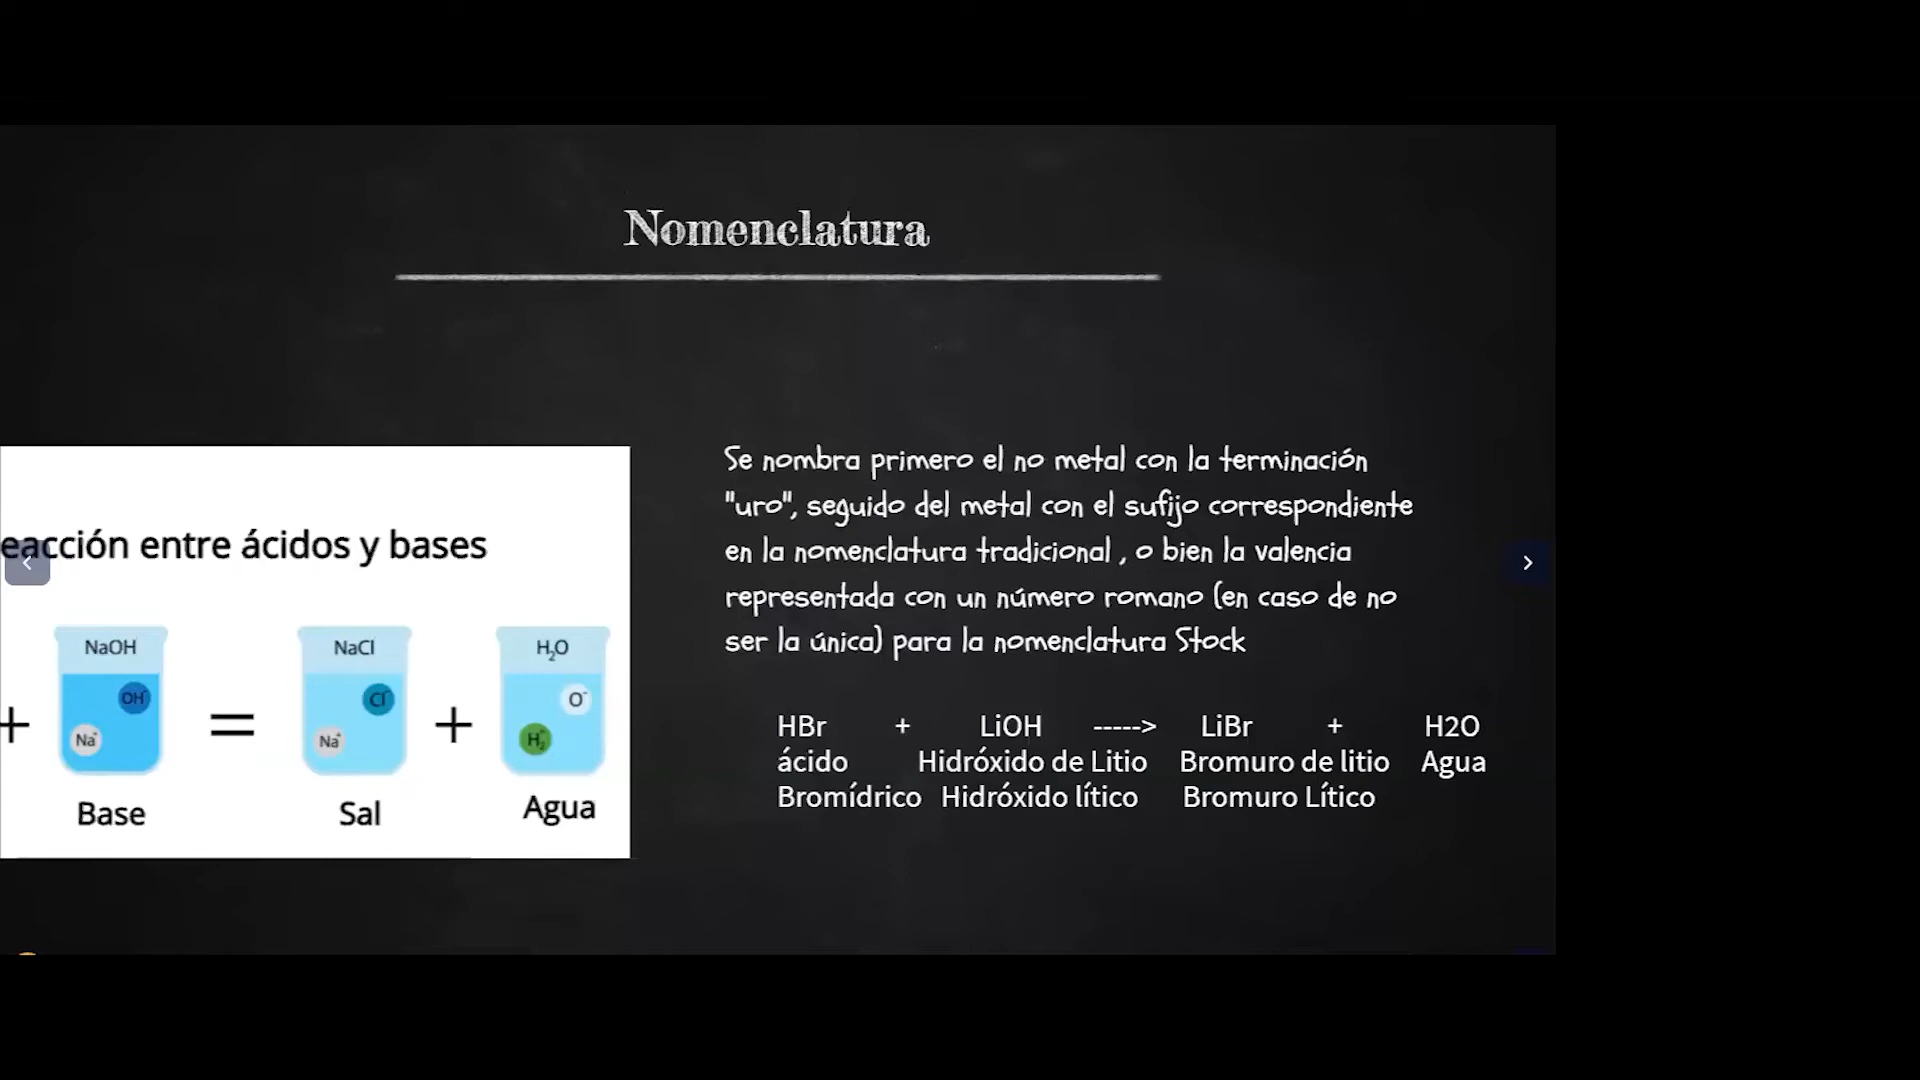 Nomenclatura
eacción entre ácidos y bases
NaOH
NaCl
H₂O
OH⁻
Cl⁻
O⁻
Na⁺
Na⁺
H₂⁺
+
=
+
Base
Sal
Agua
Se nombra primero el no metal con la terminación
"uro", seguido del metal con el sufijo correspondiente
en la nomenclatura tradicional , o bien la valencia
representada con un número romano (en caso de no
ser la única) para la nomenclatura Stock
HBr + LiOH -----> LiBr + H2O
ácido Hidróxido de Litio Bromuro de litio Agua
Bromídrico Hidróxido lítico Bromuro Lítico